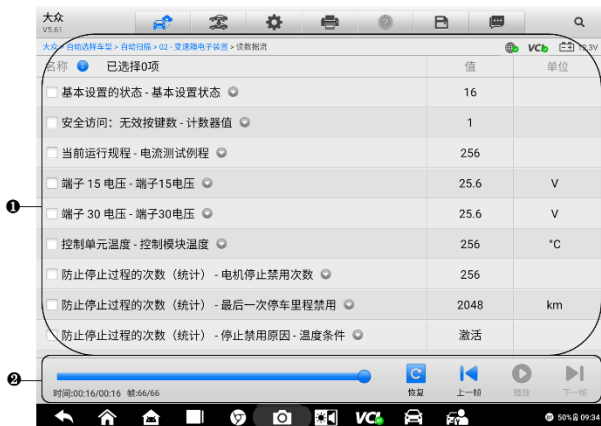 大众
V5.61
大众 > 自动选择车型 > 自动扫描 > 02 - 变速箱电子装置 > 读数据流
VCI 12.3V
名称 已选择0项 值 单位
基本设置的状态 - 基本设置状态 16
安全访问：无效按键数 - 计数器值 1
当前运行规程 - 电流测试例程 256
端子 15 电压 - 端子15电压 25.6 V
❶
端子 30 电压 - 端子30电压 25.6 V
控制单元温度 - 控制模块温度 256 °C
防止停止过程的次数（统计） - 电机停止禁用次数 256
防止停止过程的次数（统计） - 最后一次停车里程禁用 2048 km
防止停止过程的次数（统计） - 停止禁用原因 - 温度条件 激活
❷
时间:00:16/00:16 帧:66/66
恢复 上一帧 播放 下一帧
VCI 50% 09:34